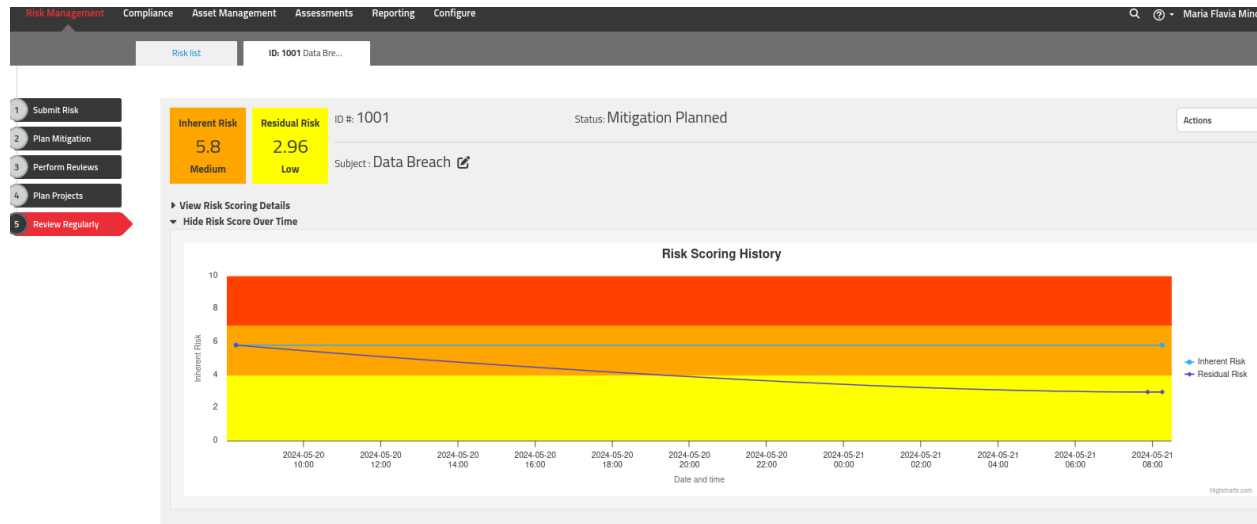 Risk Management Compliance Asset Management Assessments Reporting Configure Maria Flavia
Risk list ID: 1001 Data Bre...
1 Submit Risk
2 Plan Mitigation
3 Perform Reviews
4 Plan Projects
5 Review Regularly
Inherent Risk
5.8
Medium
Residual Risk
2.96
Low
ID #: 1001 Status: Mitigation Planned
Actions
Subject : Data Breach
View Risk Scoring Details
Hide Risk Score Over Time
Risk Scoring History
Inherent Risk
10
8
6
4
2
0
2024-05-20 10:00
2024-05-20 12:00
2024-05-20 14:00
2024-05-20 16:00
2024-05-20 18:00
2024-05-20 20:00
2024-05-20 22:00
2024-05-21 00:00
2024-05-21 02:00
2024-05-21 04:00
2024-05-21 06:00
2024-05-21 08:00
Date and time
Inherent Risk
Residual Risk
Highcharts.com